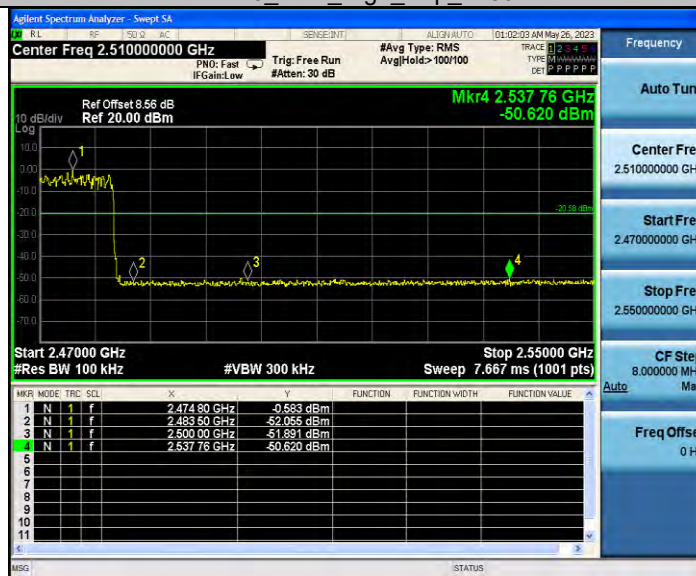 Agilent Spectrum Analyzer - Swept SA
RL RF 50 Ω AC SENSE:INT ALIGN AUTO 01:02:03 AM May 26, 2023
Center Freq 2.510000000 GHz
PNO: Fast
IFGain:Low
Trig: Free Run
#Atten: 30 dB
#Avg Type: RMS
Avg|Hold:>100/100
TRACE 1 2 3 4 5 6
TYPE M
DET P P P P P P
Frequency
Auto Tun
Center Fre
2.510000000 GH
Start Fre
2.470000000 GH
Stop Fre
2.550000000 GH
CF Ste
8.000000 MH
Auto Ma
Freq Offse
0 H
Mkr4 2.537 76 GHz
-50.620 dBm
Ref Offset 8.56 dB
10 dB/div Ref 20.00 dBm
Log
10.0
0.00
-10.0
-20.0
-30.0
-40.0
-50.0
-60.0
-70.0
1
2
3
4
-20.58 dBm
Start 2.47000 GHz Stop 2.55000 GHz
#Res BW 100 kHz #VBW 300 kHz Sweep 7.667 ms (1001 pts)
MKR MODE TRC SCL X Y FUNCTION FUNCTION WIDTH FUNCTION VALUE
1 N 1 f 2.474 80 GHz -0.583 dBm
2 N 1 f 2.483 50 GHz -52.055 dBm
3 N 1 f 2.500 00 GHz -51.891 dBm
4 N 1 f 2.537 76 GHz -50.620 dBm
5
6
7
8
9
10
11
MSG STATUS